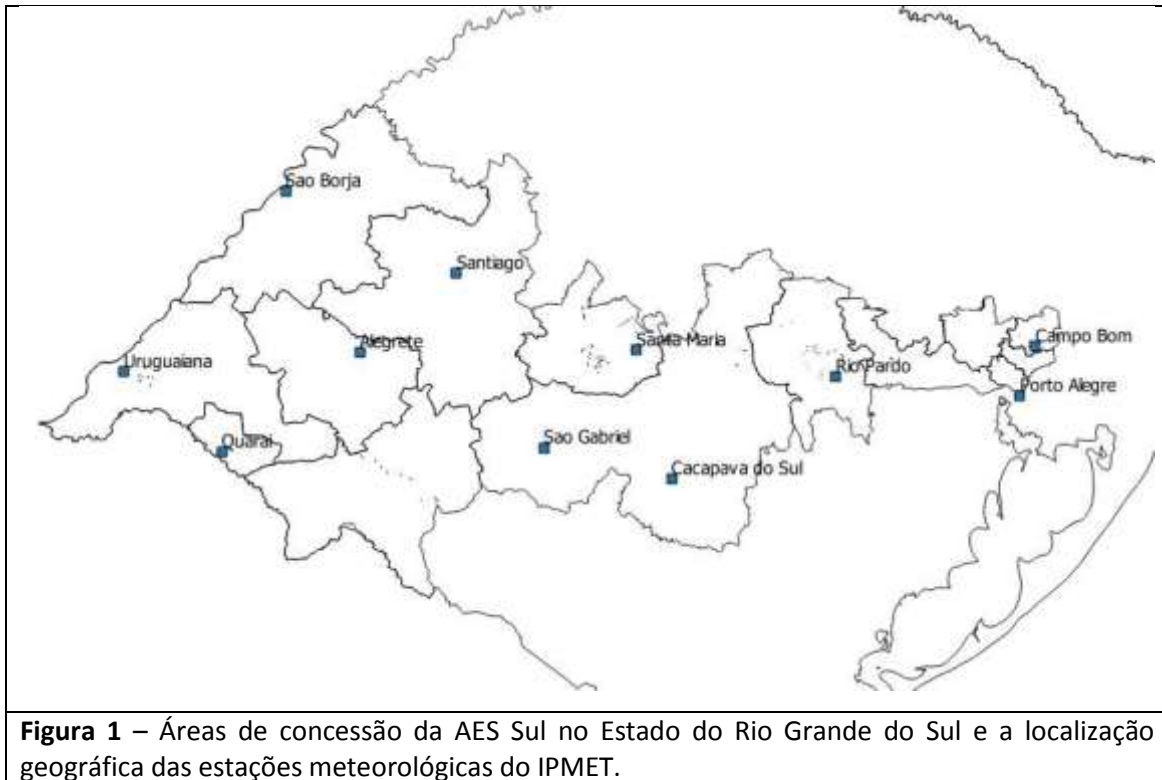 Sao Borja
Santiago
Alegrete
Uruguaiana
Santa Maria
Campo Bom
Rio Pardo
Porto Alegre
Quarai
Sao Gabriel
Cacapava do Sul
Figura 1 – Áreas de concessão da AES Sul no Estado do Rio Grande do Sul e a localização
geográfica das estações meteorológicas do IPMET.